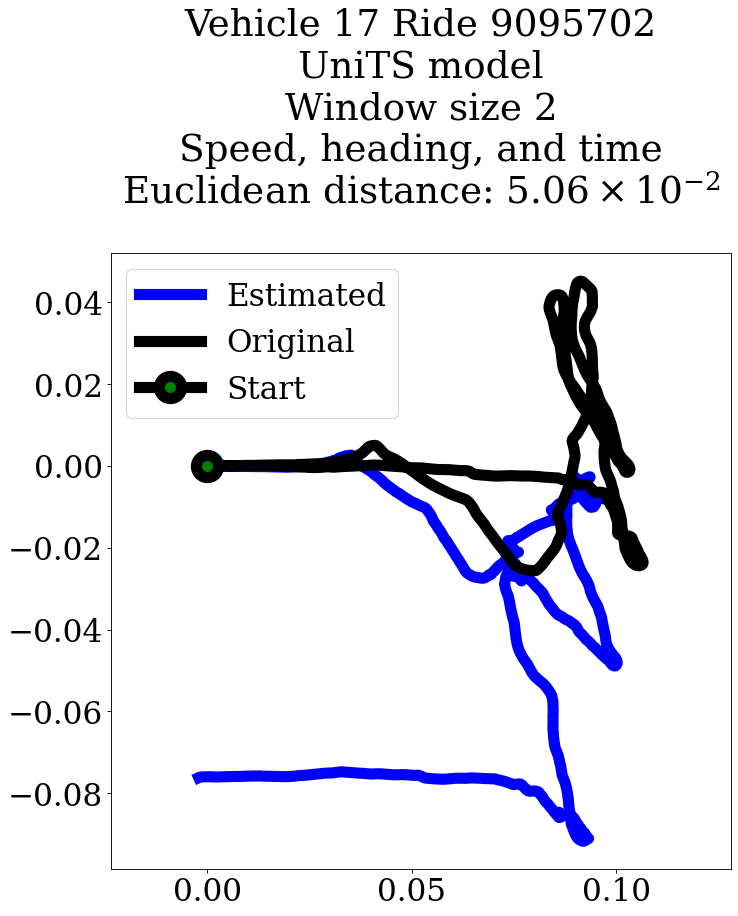 Vehicle 17 Ride 9095702
UniTS model
Window size 2
Speed, heading, and time
Euclidean distance: 5.06 × 10⁻²
Estimated
Original
Start
0.04
0.02
0.00
−0.02
−0.04
−0.06
−0.08
0.00 0.05 0.10